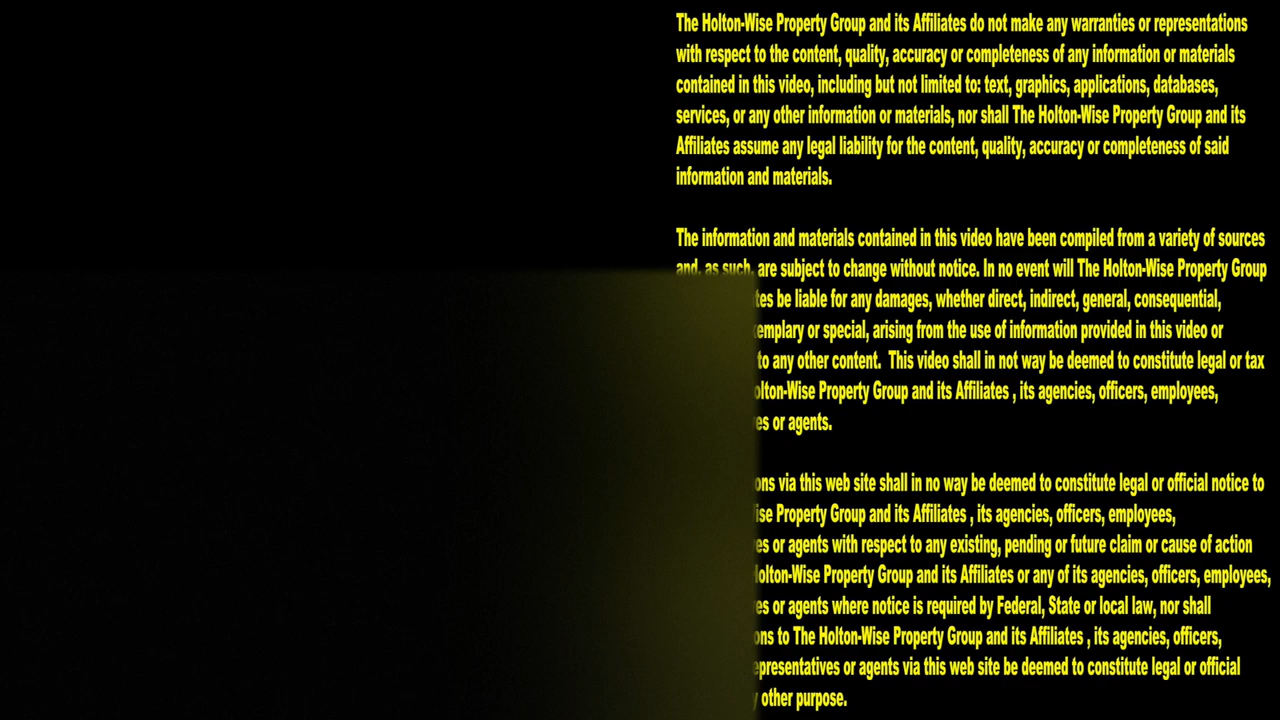 The Holton-Wise Property Group and its Affiliates do not make any warranties or representations
with respect to the content, quality, accuracy or completeness of any information or materials
contained in this video, including but not limited to: text, graphics, applications, databases,
services, or any other information or materials, nor shall The Holton-Wise Property Group and its
Affiliates assume any legal liability for the content, quality, accuracy or completeness of said
information and materials.
The information and materials contained in this video have been compiled from a variety of sources
and, as such, are subject to change without notice. In no event will The Holton-Wise Property Group
be liable for any damages, whether direct, indirect, general, consequential,
or special, arising from the use of information provided in this video or
to any other content. This video shall in not way be deemed to constitute legal or tax
Property Group and its Affiliates , its agencies, officers, employees,
or agents.
via this web site shall in no way be deemed to constitute legal or official notice to
Property Group and its Affiliates , its agencies, officers, employees,
or agents with respect to any existing, pending or future claim or cause of action
Property Group and its Affiliates or any of its agencies, officers, employees,
or agents where notice is required by Federal, State or local law, nor shall
to The Holton-Wise Property Group and its Affiliates , its agencies, officers,
or agents via this web site be deemed to constitute legal or official
other purpose.